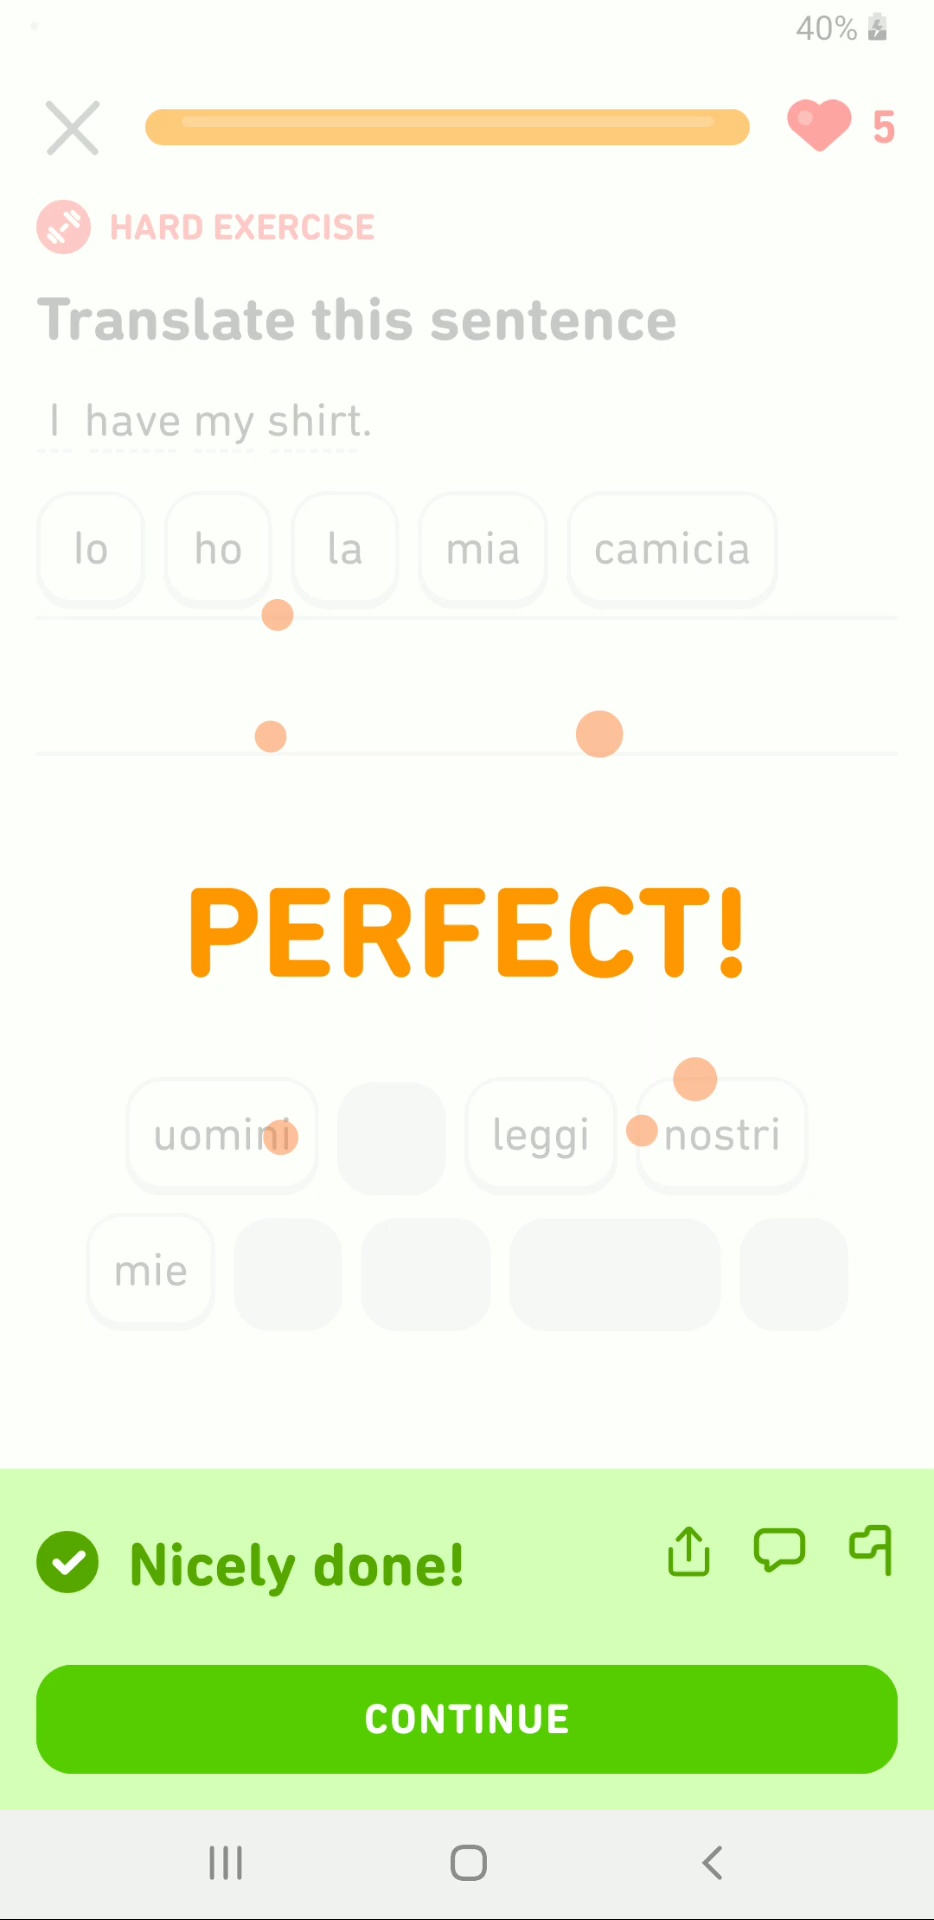 40%
5
HARD EXERCISE
Translate this sentence
I have my shirt.
Io ho la mia camicia
PERFECT!
uomini leggi nostri
mie
Nicely done!
CONTINUE